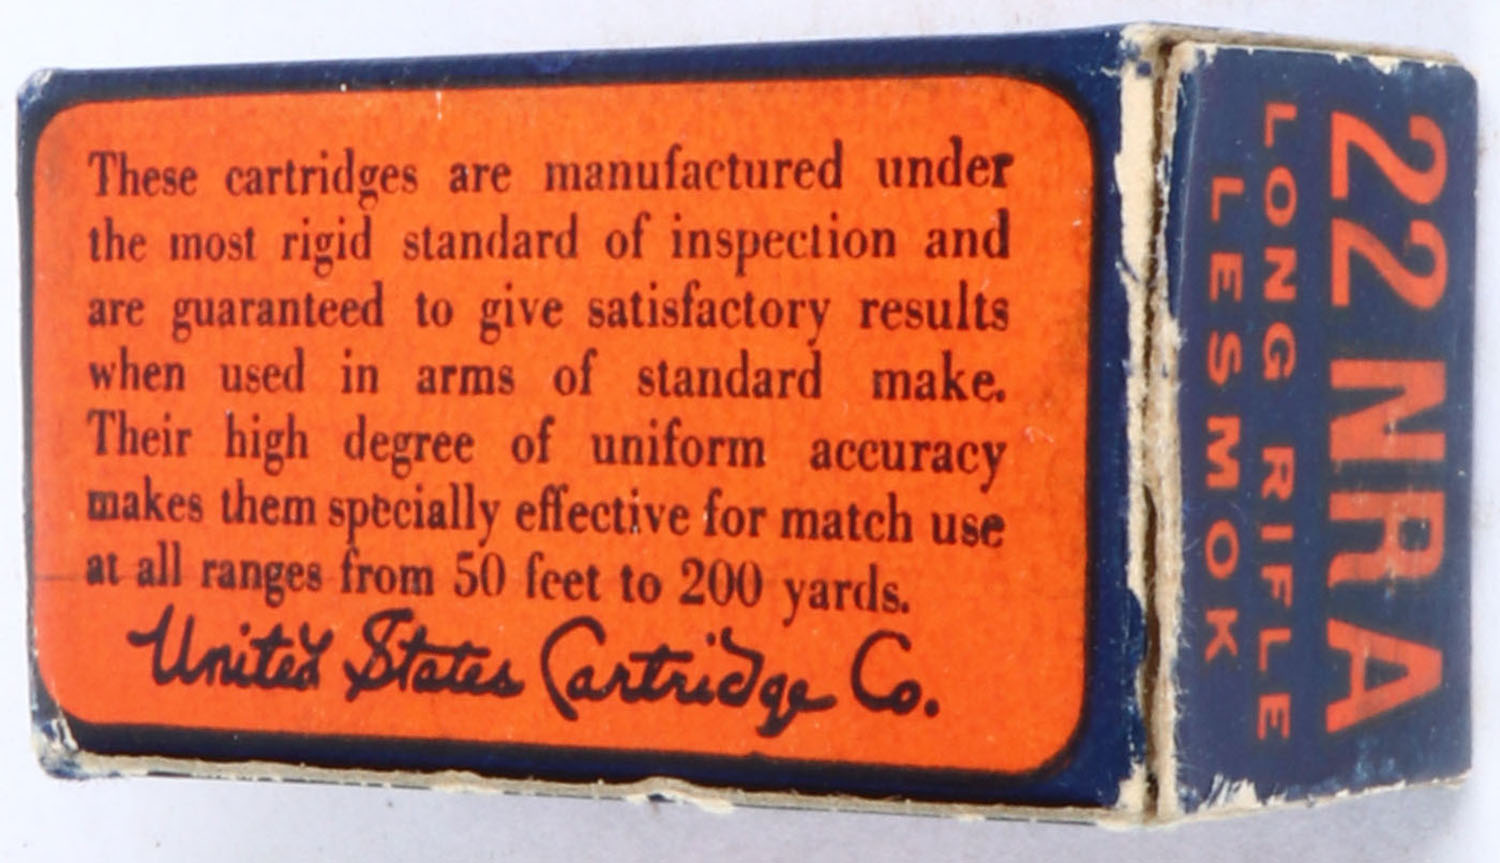 These cartridges are manufactured under
the most rigid standard of inspection and
are guaranteed to give satisfactory results
when used in arms of standard make.
Their high degree of uniform accuracy
makes them specially effective for match use
at all ranges from 50 feet to 200 yards.
United States Cartridge Co.
22 NRA
LONG RIFLE
LESMOK